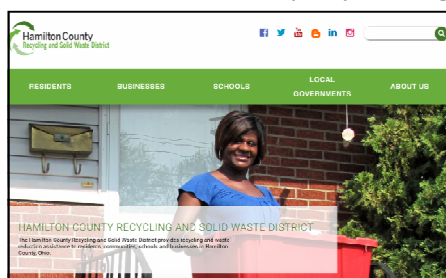 Hamilton County
Recycling and Solid Waste District
RESIDENTS
BUSINESSES
SCHOOLS
LOCAL
GOVERNMENTS
ABOUT US
HAMILTON COUNTY RECYCLING AND SOLID WASTE DISTRICT
The Hamilton County Recycling and Solid Waste District provides recycling and waste
reduction assistance to residents, communities, schools and businesses in Hamilton
County, Ohio.